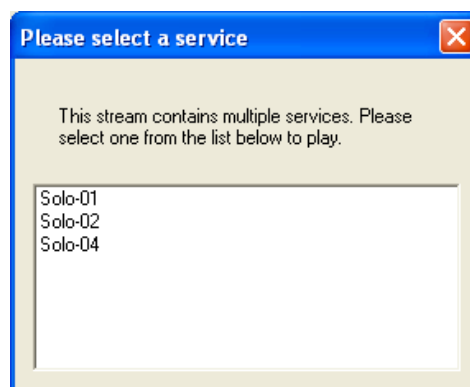 Please select a service
This stream contains multiple services. Please
select one from the list below to play.
Solo-01
Solo-02
Solo-04